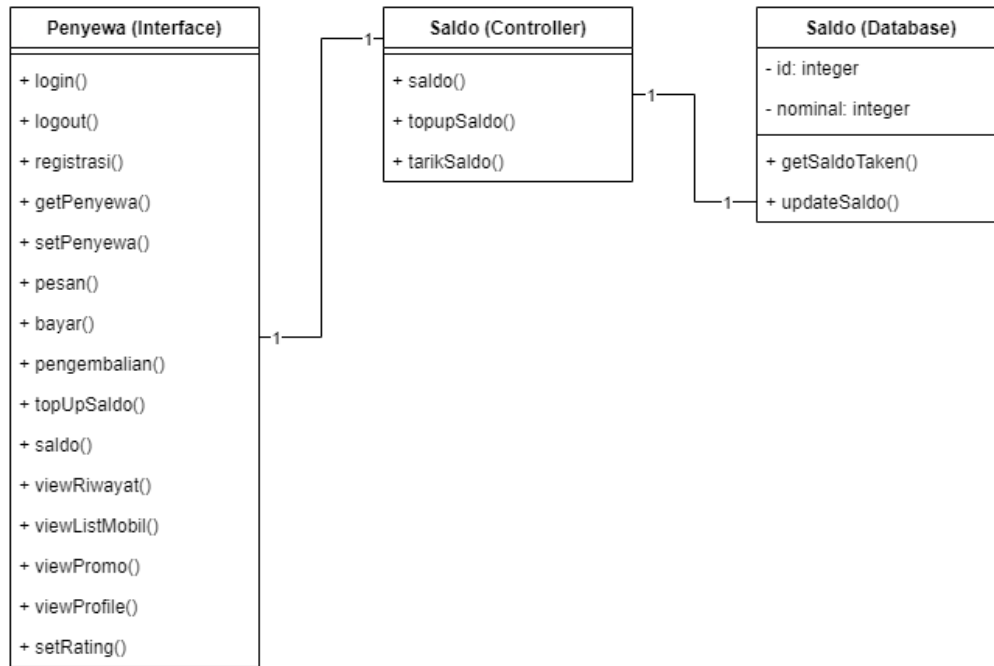 Penyewa (Interface)
+ login()
+ logout()
+ registrasi()
+ getPenyewa()
+ setPenyewa()
+ pesan()
+ bayar()
+ pengembalian()
+ topUpSaldo()
+ saldo()
+ viewRiwayat()
+ viewListMobil()
+ viewPromo()
+ viewProfile()
+ setRating()
1
1
Saldo (Controller)
+ saldo()
+ topupSaldo()
+ tarikSaldo()
1
1
Saldo (Database)
- id: integer
- nominal: integer
+ getSaldoTaken()
+ updateSaldo()